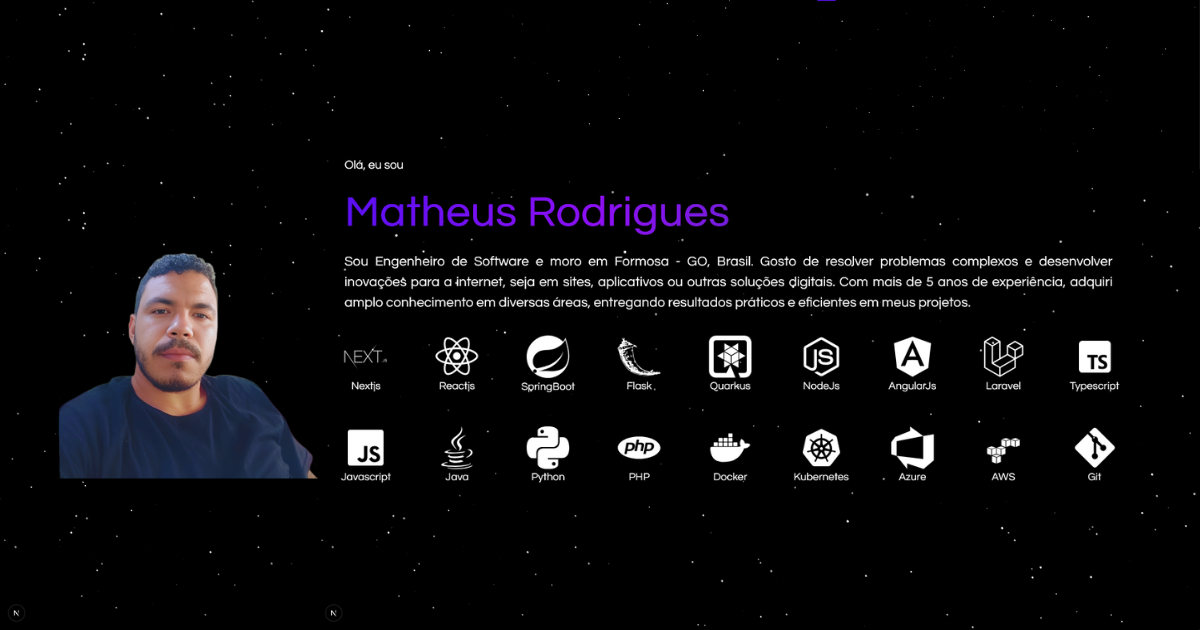 Olá, eu sou
Matheus Rodrigues
Sou Engenheiro de Software e moro em Formosa - GO, Brasil. Gosto de resolver problemas complexos e desenvolver
inovações para a internet, seja em sites, aplicativos ou outras soluções digitais. Com mais de 5 anos de experiência, adquiri
amplo conhecimento em diversas áreas, entregando resultados práticos e eficientes em meus projetos.
NEXT.JS JS A TS
Nextjs Reactjs SpringBoot Flask Quarkus NodeJs AngularJs Laravel Typescript
JS php
Javascript Java Python PHP Docker Kubernetes Azure AWS Git
N N